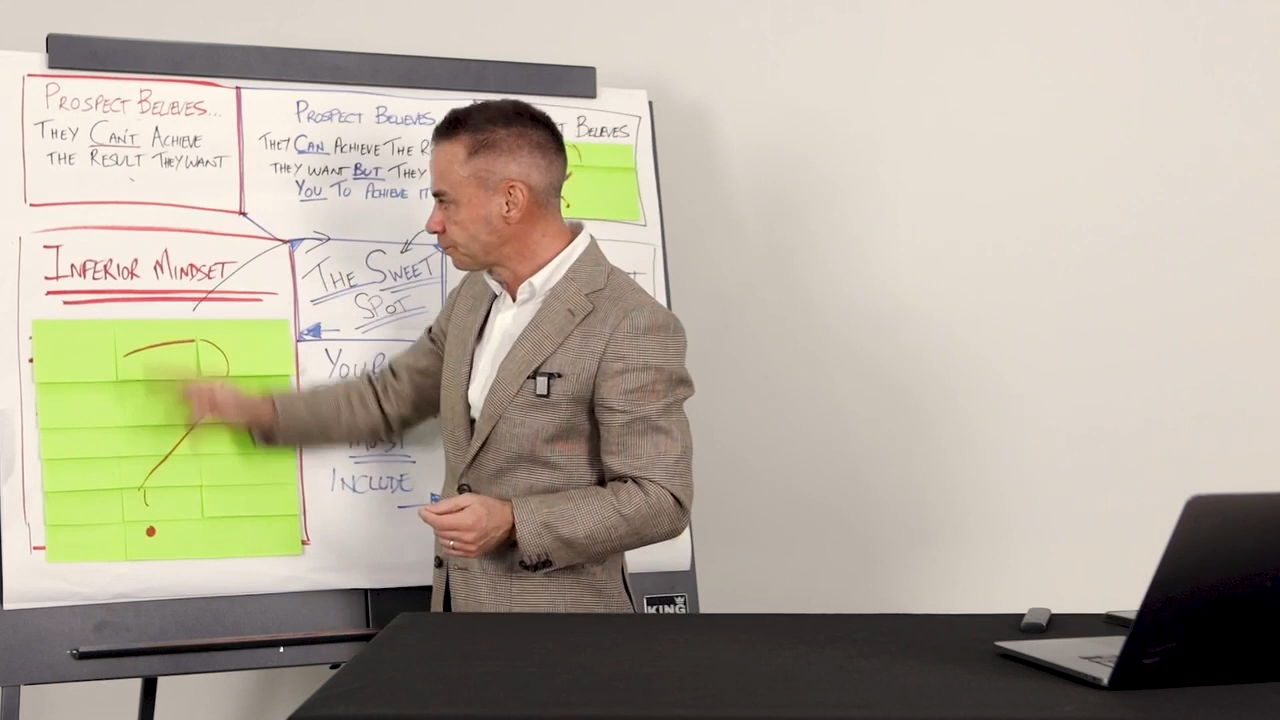 PROSPECT BELIEVES...
THEY CAN'T ACHIEVE
THE RESULT THEY WANT
PROSPECT BELIEVES
THEY CAN ACHIEVE THE R
THEY WANT BUT THEY
YOU TO ACHIEVE IT
T BELIEVES
INFERIOR MINDSET
THE SWEET
SPOT
YOUR
MUST
INCLUDE
KING